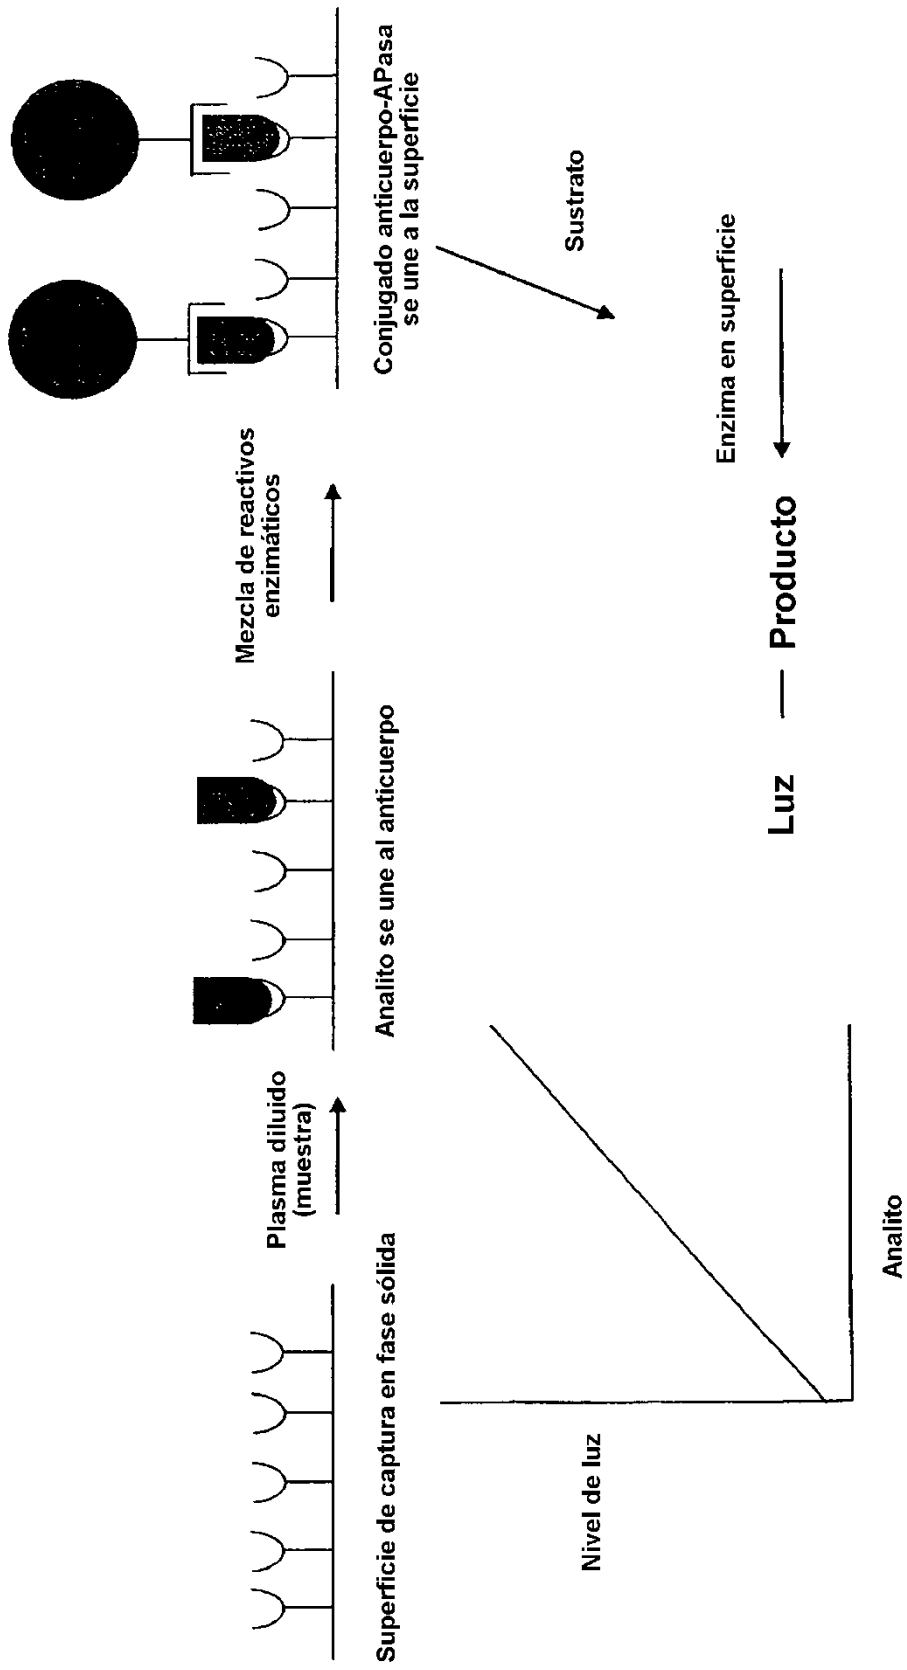 Plasma diluido
(muestra)
Mezcla de reactivos
enzimáticos
Superficie de captura en fase sólida
Analito se une al anticuerpo
Conjugado anticuerpo-APasa
se une a la superficie
Nivel de luz
Analito
Sustrato
Enzima en superficie
Luz
Producto